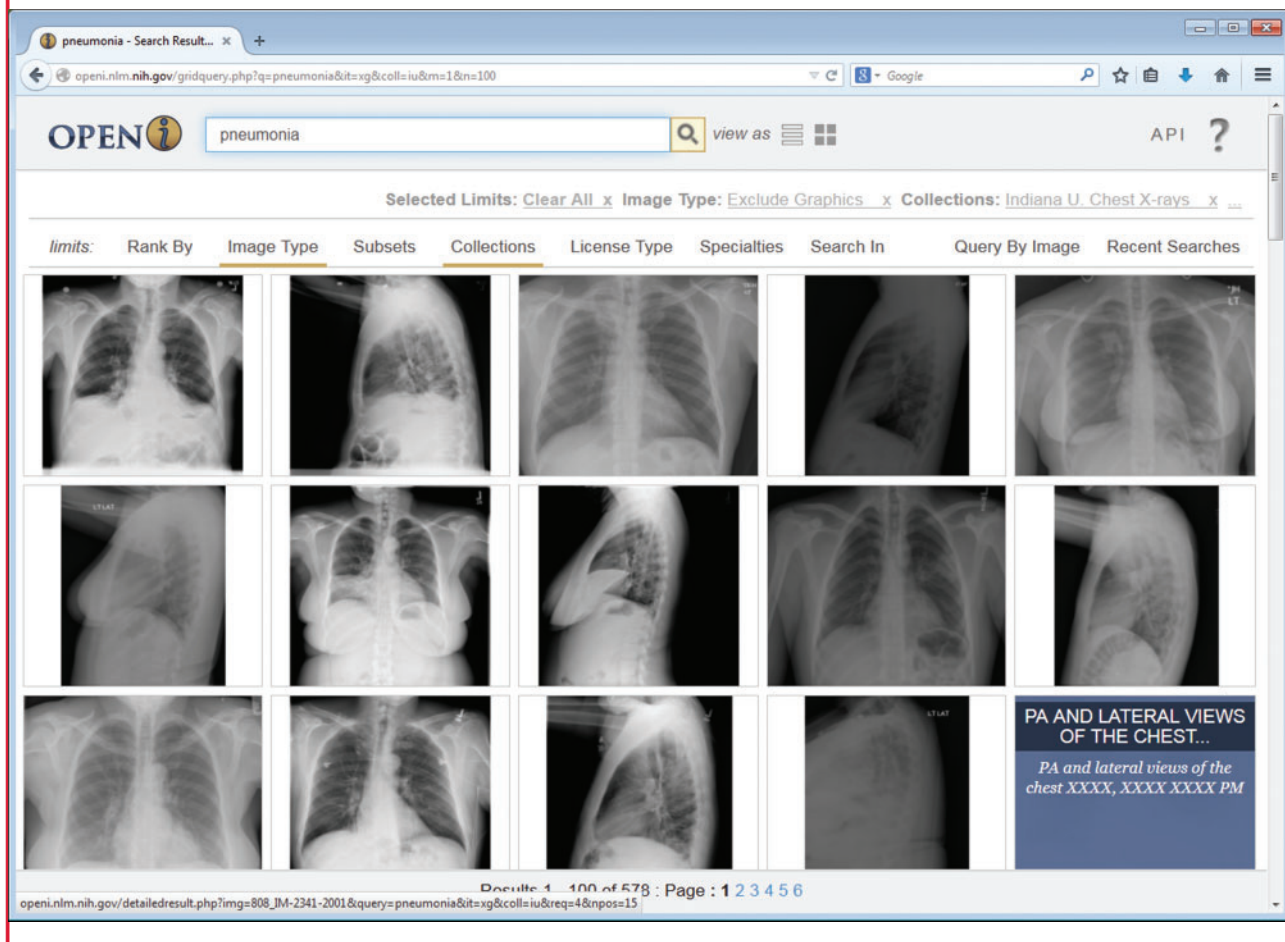 pneumonia - Search Result... × +
openi.nlm.nih.gov/gridquery.php?q=pneumonia&it=xg&coll=iu&m=1&n=100
Google
OPEN i
pneumonia
view as
API ?
Selected Limits: Clear All x Image Type: Exclude Graphics x Collections: Indiana U. Chest X-rays x ...
limits: Rank By Image Type Subsets Collections License Type Specialties Search In Query By Image Recent Searches
LT
LT LAT
LT LAT
PA AND LATERAL VIEWS
OF THE CHEST...
PA and lateral views of the
chest XXXX, XXXX XXXX PM
Results 1 - 100 of 578 : Page : 1 2 3 4 5 6
openi.nlm.nih.gov/detailedresult.php?img=808_IM-2341-2001&query=pneumonia&it=xg&coll=iu&req=4&npos=15